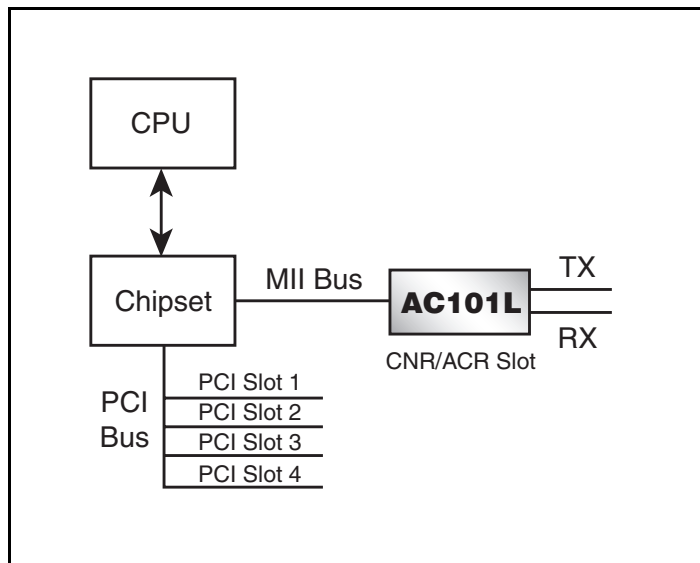 CPU
Chipset
MII Bus
AC101L
TX
RX
CNR/ACR Slot
PCI
Bus
PCI Slot 1
PCI Slot 2
PCI Slot 3
PCI Slot 4